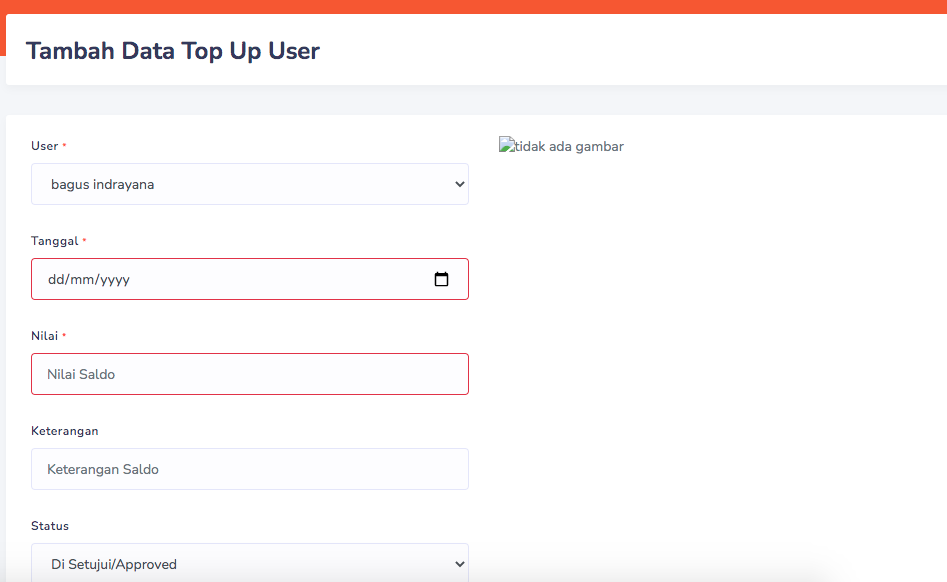 Tambah Data Top Up User
User *
bagus indrayana
tidak ada gambar
Tanggal *
dd/mm/yyyy
Nilai *
Nilai Saldo
Keterangan
Keterangan Saldo
Status
Di Setujui/Approved